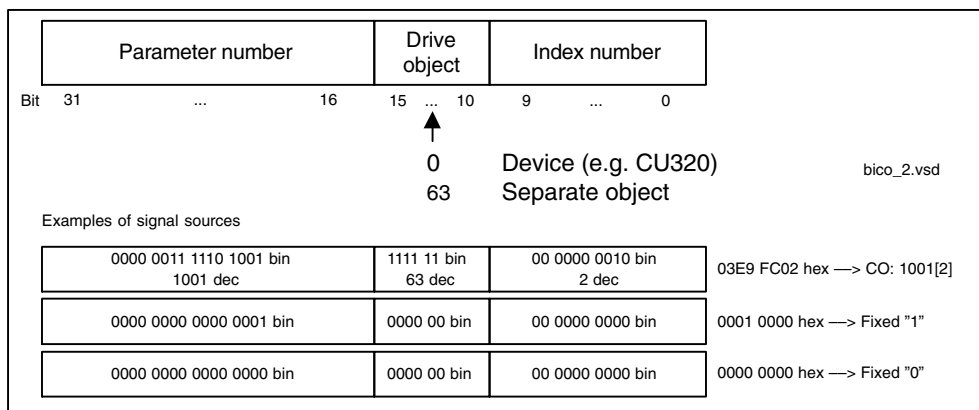 Parameter number Drive object Index number
Bit 31 ... 16 15 ... 10 9 ... 0
0 Device (e.g. CU320)
63 Separate object
bico_2.vsd
Examples of signal sources
0000 0011 1110 1001 bin 1111 11 bin 00 0000 0010 bin
1001 dec 63 dec 2 dec
03E9 FC02 hex —> CO: 1001[2]
0000 0000 0000 0001 bin 0000 00 bin 00 0000 0000 bin 0001 0000 hex —> Fixed ”1”
0000 0000 0000 0000 bin 0000 00 bin 00 0000 0000 bin 0000 0000 hex —> Fixed ”0”